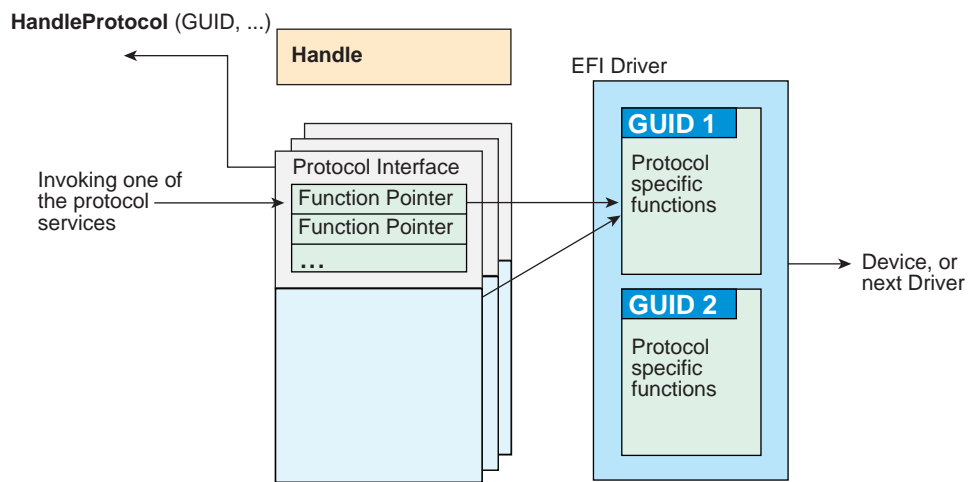 HandleProtocol (GUID, ...)
Handle
EFI Driver
GUID 1
Protocol Interface
Protocol
specific
functions
Invoking one of
the protocol
services
Function Pointer
Function Pointer
...
Device, or
next Driver
GUID 2
Protocol
specific
functions